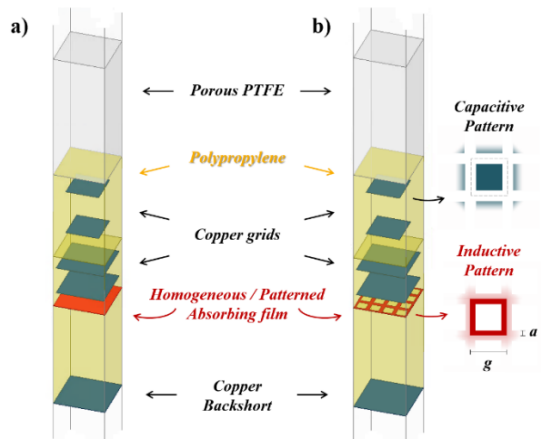 a)
b)
Porous PTFE
Capacitive
Pattern
Polypropylene
Copper grids
Inductive
Pattern
Homogeneous / Patterned
Absorbing film
a
g
Copper
Backshort